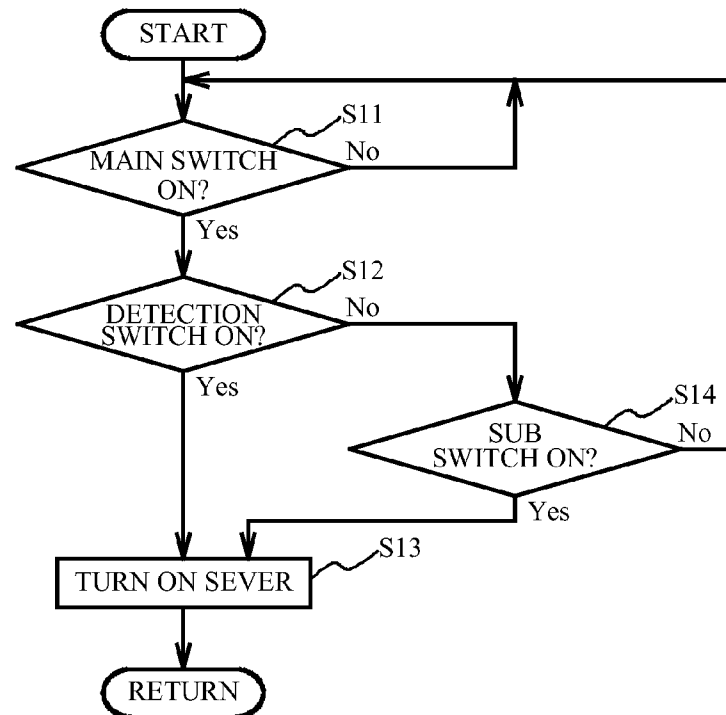 START
S11
MAIN SWITCH
ON?
No
Yes
S12
DETECTION
SWITCH ON?
No
Yes
S14
SUB
SWITCH ON?
No
Yes
S13
TURN ON SEVER
RETURN